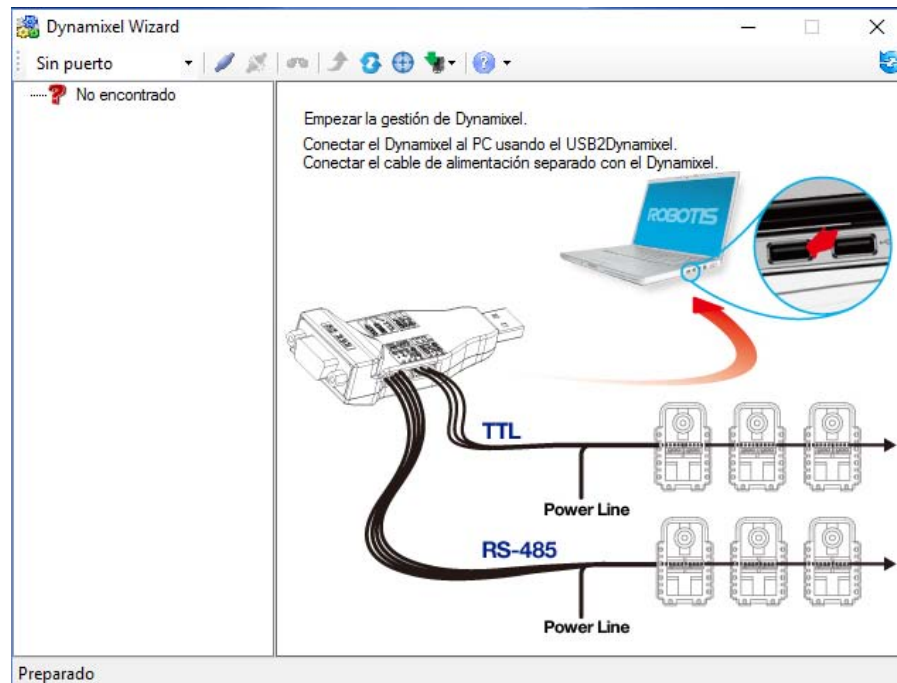 Dynamixel Wizard
Sin puerto
No encontrado
Empezar la gestión de Dynamixel.
Conectar el Dynamixel al PC usando el USB2Dynamixel.
Conectar el cable de alimentación separado con el Dynamixel.
ROBOTIS
TTL
Power Line
RS-485
Power Line
Preparado